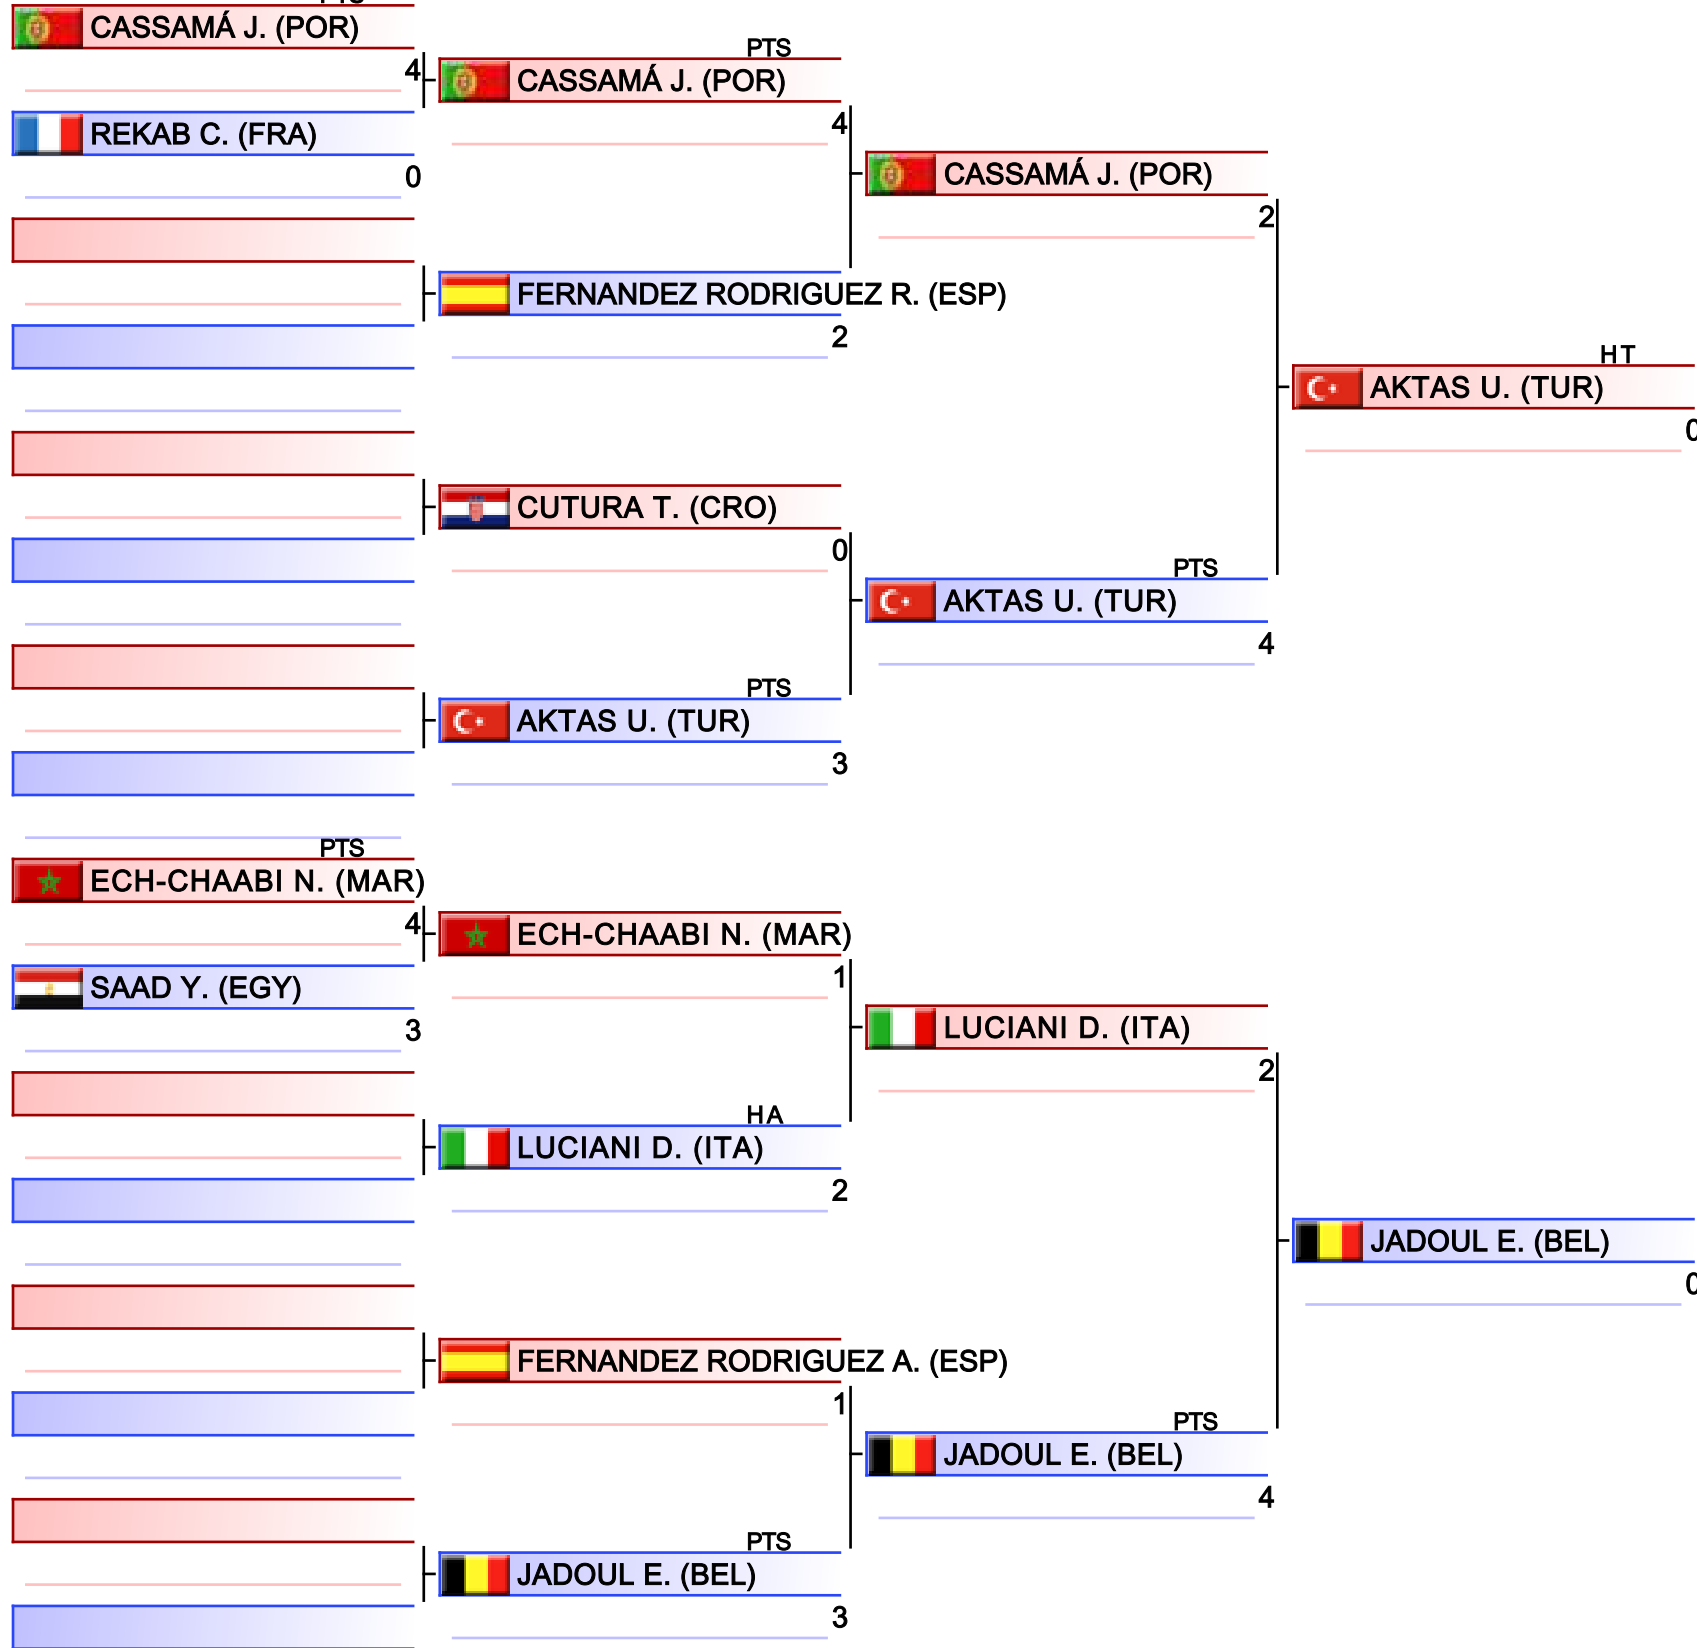 PTS
CASSAMÁ J. (POR)
4
REKAB C. (FRA)
0
PTS
ECH-CHAABI N. (MAR)
4
SAAD Y. (EGY)
3
PTS
CASSAMÁ J. (POR)
4
FERNANDEZ RODRIGUEZ R. (ESP)
2
CUTURA T. (CRO)
0
PTS
AKTAS U. (TUR)
3
ECH-CHAABI N. (MAR)
1
HA
LUCIANI D. (ITA)
2
FERNANDEZ RODRIGUEZ A. (ESP)
1
PTS
JADOUL E. (BEL)
3
CASSAMÁ J. (POR)
2
PTS
AKTAS U. (TUR)
4
LUCIANI D. (ITA)
2
PTS
JADOUL E. (BEL)
4
HT
AKTAS U. (TUR)
0
JADOUL E. (BEL)
0